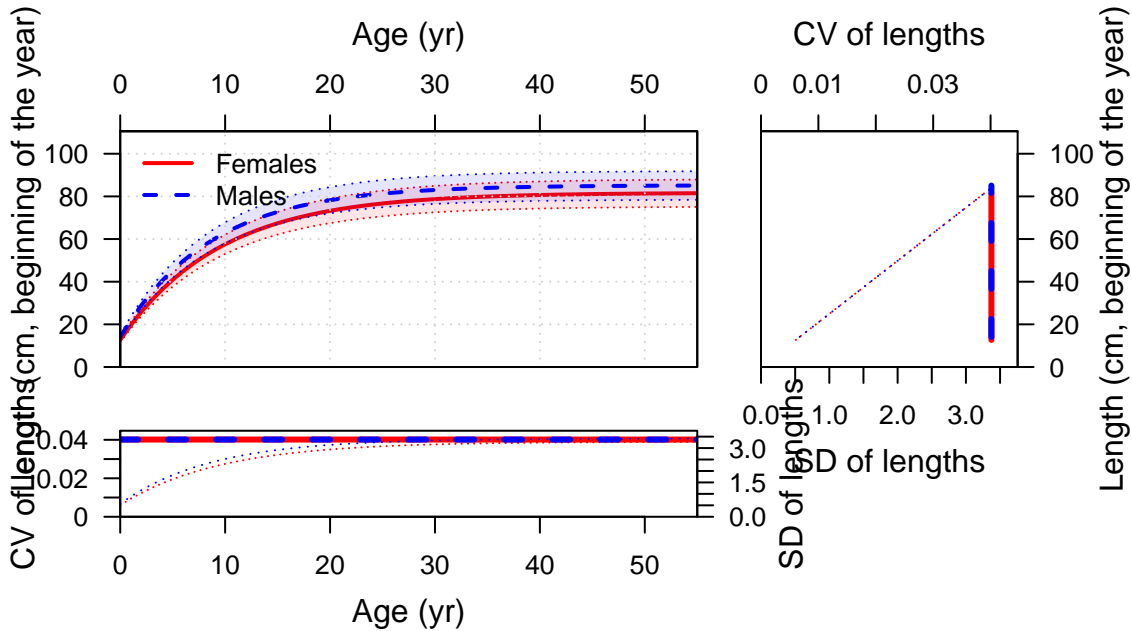 Age (yr)
CV of lengths
0 10 20 30 40 50
0 0.01 0.03
Length (cm, beginning of the year)
100
80
60
40
20
0
Females
Males
100
80
60
40
20
0
Length (cm, beginning of the year)
0.0 1.0 2.0 3.0
SD of lengths
CV of lengths
0.04
0.02
0
3.0
1.5
0.0
SD of lengths
0 10 20 30 40 50
Age (yr)